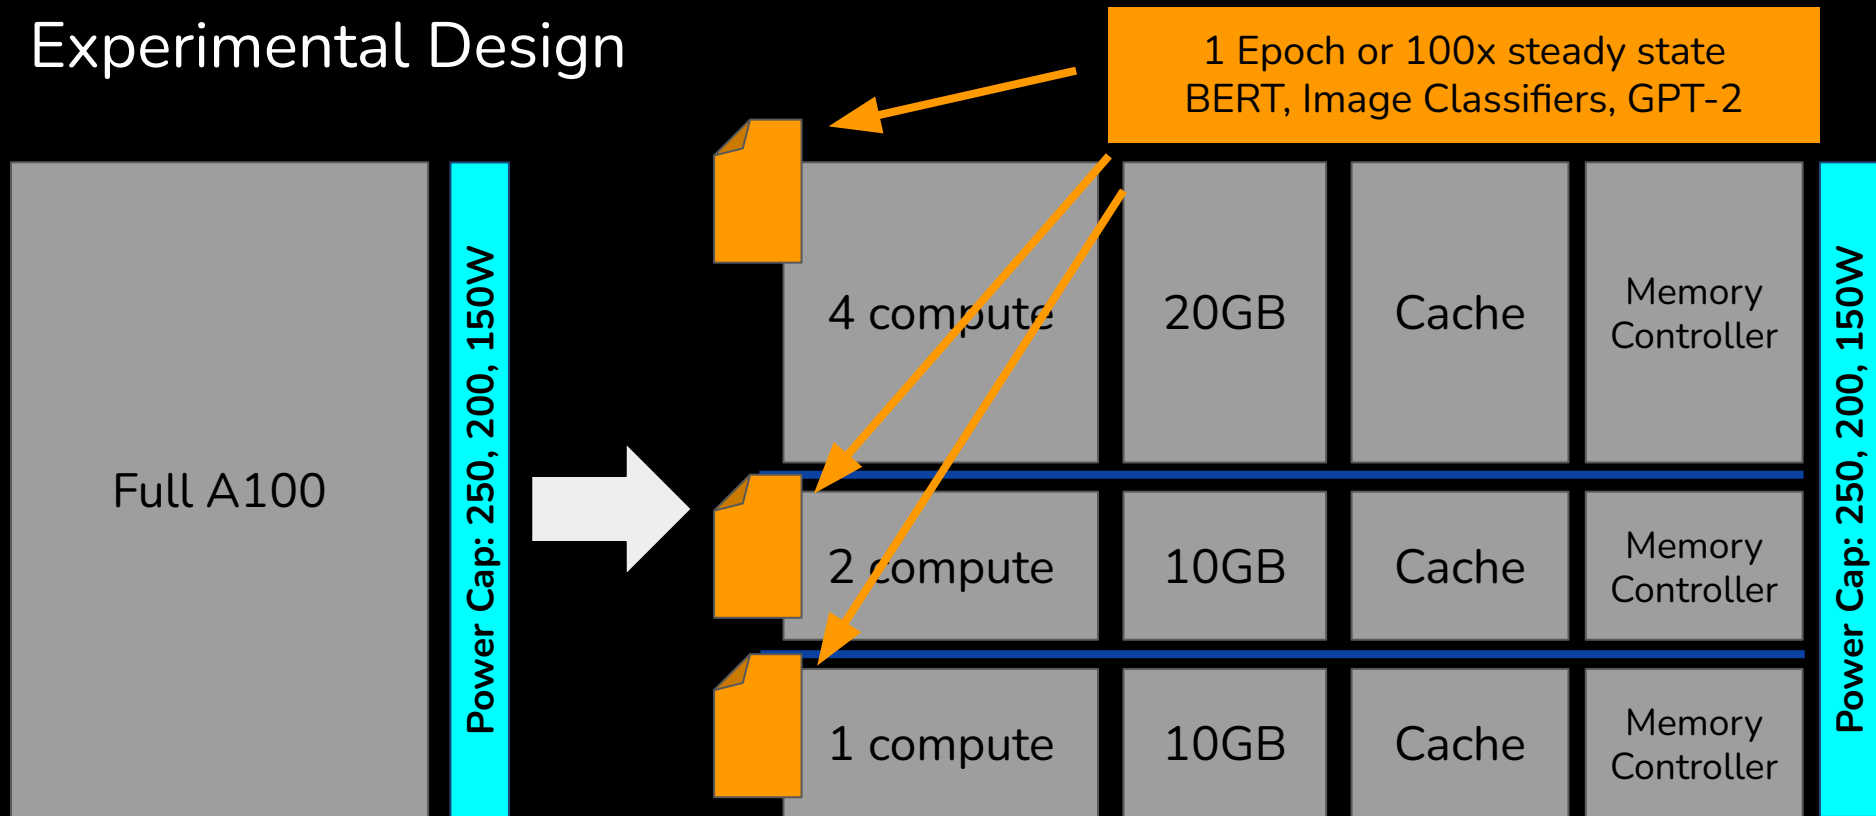 Experimental Design
1 Epoch or 100x steady state
BERT, Image Classifiers, GPT-2
Full A100
Power Cap: 250, 200, 150W
4 compute
20GB
Cache
Memory
Controller
2 compute
10GB
Cache
Memory
Controller
1 compute
10GB
Cache
Memory
Controller
Power Cap: 250, 200, 150W